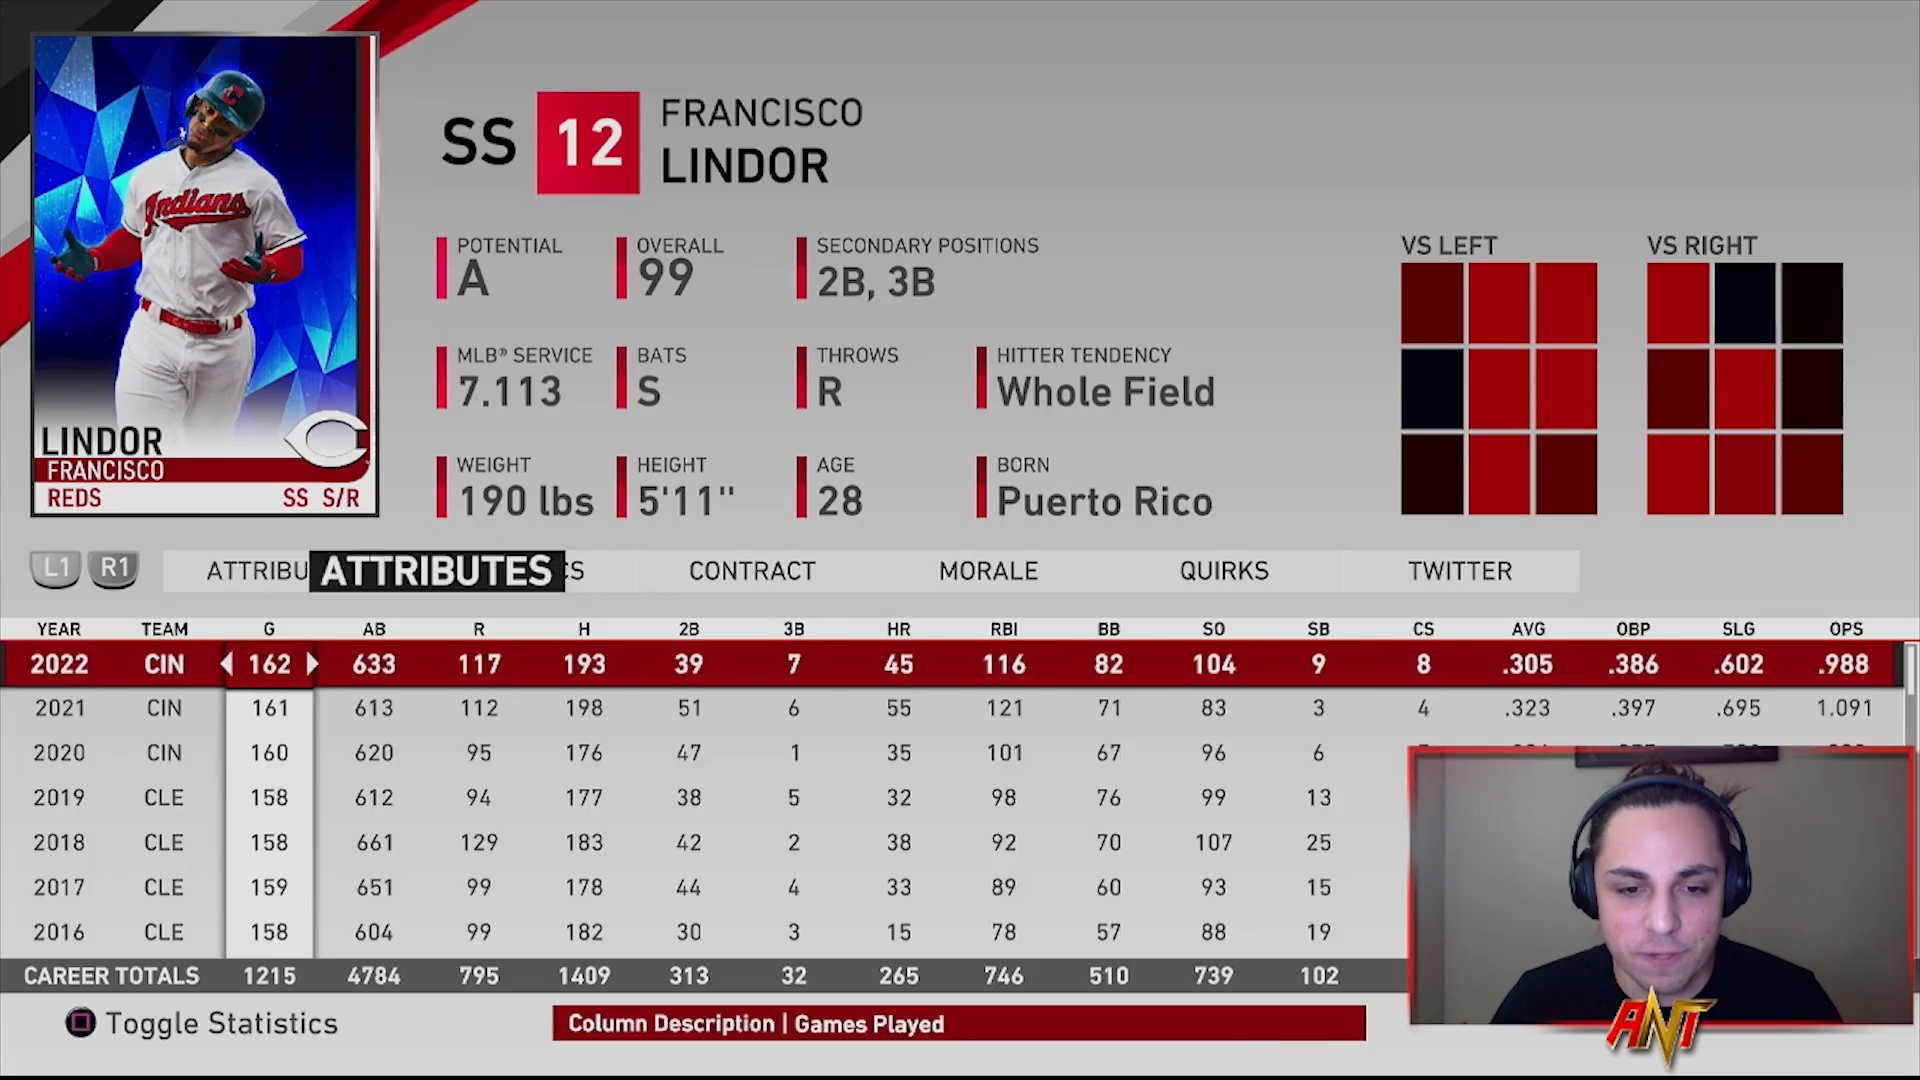 SS 12 FRANCISCO
LINDOR
Indians
LINDOR
FRANCISCO
REDS SS S/R
POTENTIAL OVERALL SECONDARY POSITIONS
A 99 2B, 3B
MLB® SERVICE BATS THROWS HITTER TENDENCY
7.113 S R Whole Field
WEIGHT HEIGHT AGE BORN
190 lbs 5'11" 28 Puerto Rico
VS LEFT VS RIGHT
L1 R1 ATTRIBU ATTRIBUTES CS CONTRACT MORALE QUIRKS TWITTER
YEAR TEAM G AB R H 2B 3B HR RBI BB SO SB CS AVG OBP SLG OPS
2022 CIN 162 633 117 193 39 7 45 116 82 104 9 8 .305 .386 .602 .988
2021 CIN 161 613 112 198 51 6 55 121 71 83 3 4 .323 .397 .695 1.091
2020 CIN 160 620 95 176 47 1 35 101 67 96 6
2019 CLE 158 612 94 177 38 5 32 98 76 99 13
2018 CLE 158 661 129 183 42 2 38 92 70 107 25
2017 CLE 159 651 99 178 44 4 33 89 60 93 15
2016 CLE 158 604 99 182 30 3 15 78 57 88 19
CAREER TOTALS 1215 4784 795 1409 313 32 265 746 510 739 102
Toggle Statistics
Column Description | Games Played
ANT